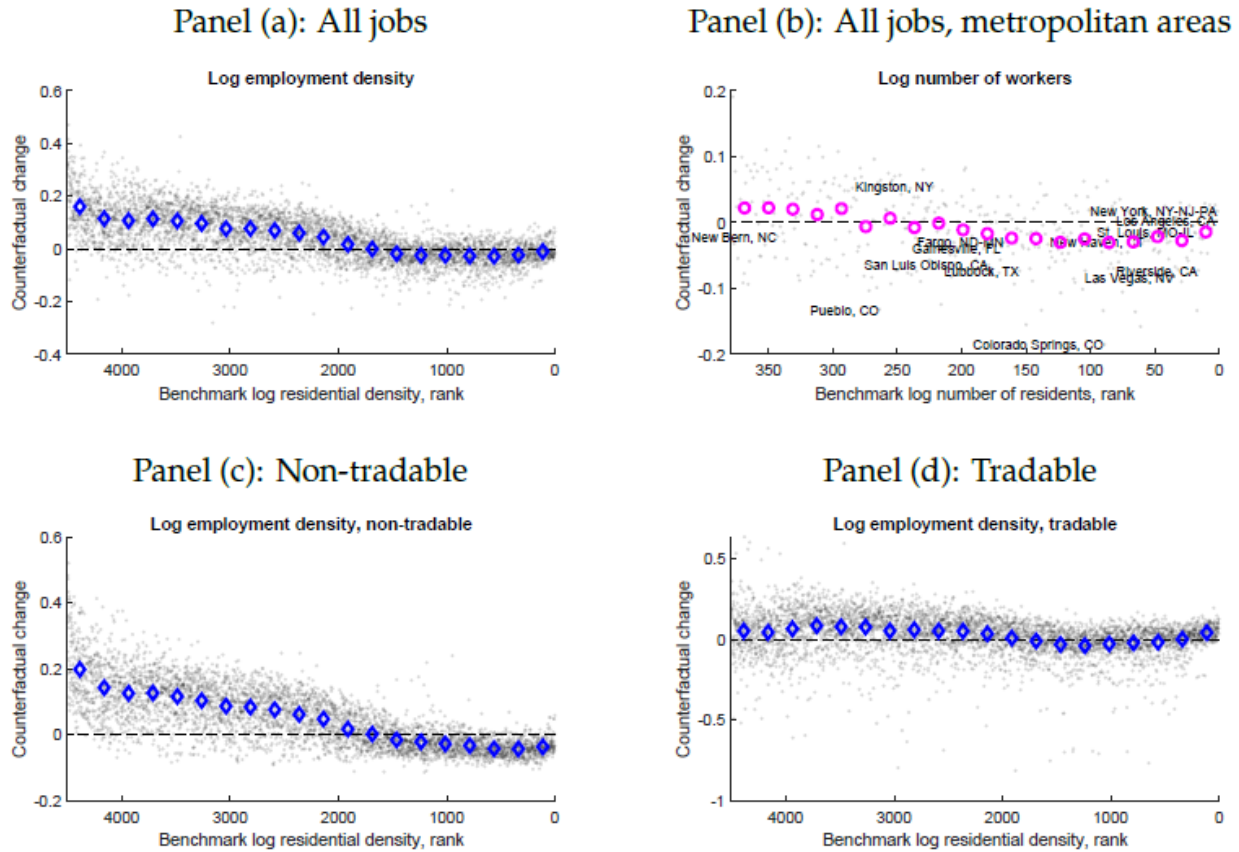 Panel (a): All jobs
Log employment density
Counterfactual change
0.6
0.4
0.2
0
-0.2
-0.4
4000 3000 2000 1000 0
Benchmark log residential density, rank
Panel (b): All jobs, metropolitan areas
Log number of workers
Counterfactual change
0.2
0.1
0
-0.1
-0.2
Kingston, NY
New York, NY-NJ-PA
Los Angeles, CA
St. Louis, MO-IL
New Bern, NC
Fargo, ND-MN
New Haven,
Gainesville, FL
San Luis Obispo, CA
Lubbock, TX
Riverside, CA
Las Vegas, NV
Pueblo, CO
Colorado Springs, CO
350 300 250 200 150 100 50 0
Benchmark log number of residents, rank
Panel (c): Non-tradable
Log employment density, non-tradable
Counterfactual change
0.6
0.4
0.2
0
-0.2
4000 3000 2000 1000 0
Benchmark log residential density, rank
Panel (d): Tradable
Log employment density, tradable
Counterfactual change
0.5
0
-0.5
-1
4000 3000 2000 1000 0
Benchmark log residential density, rank